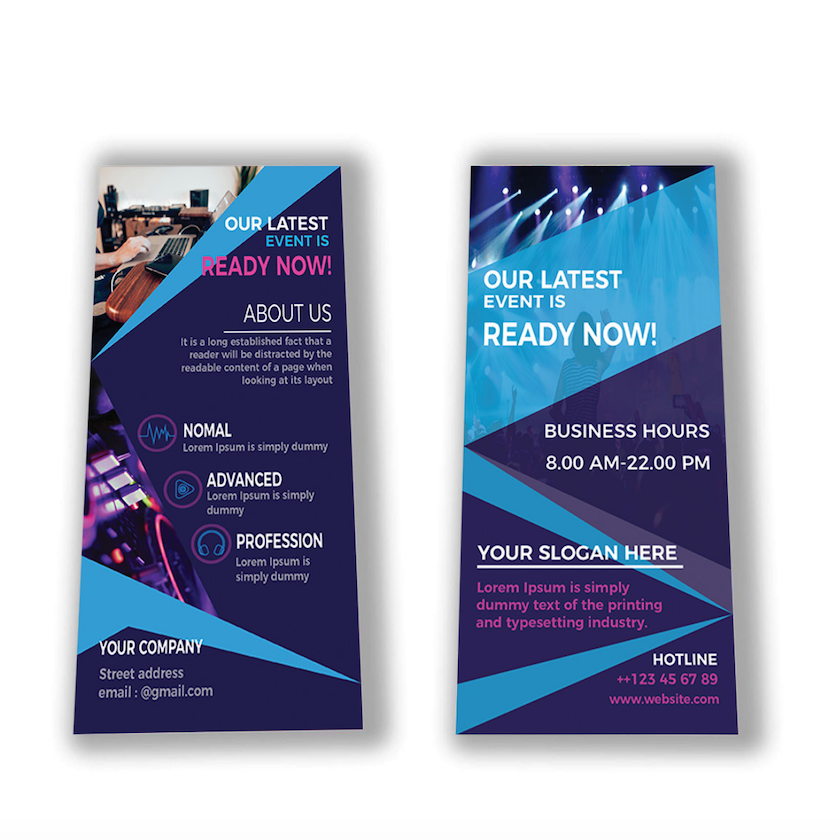 OUR LATEST
EVENT IS
READY NOW!
ABOUT US
It is a long established fact that a
reader will be distracted by the
readable content of a page when
looking at its layout
NOMAL
Lorem Ipsum is simply dummy
ADVANCED
Lorem Ipsum is simply
dummy
PROFESSION
Lorem Ipsum is
simply dummy
YOUR COMPANY
Street address
email : @gmail.com
OUR LATEST
EVENT IS
READY NOW!
BUSINESS HOURS
8.00 AM-22.00 PM
YOUR SLOGAN HERE
Lorem Ipsum is simply
dummy text of the printing
and typesetting industry.
HOTLINE
++123 45 67 89
www.website.com